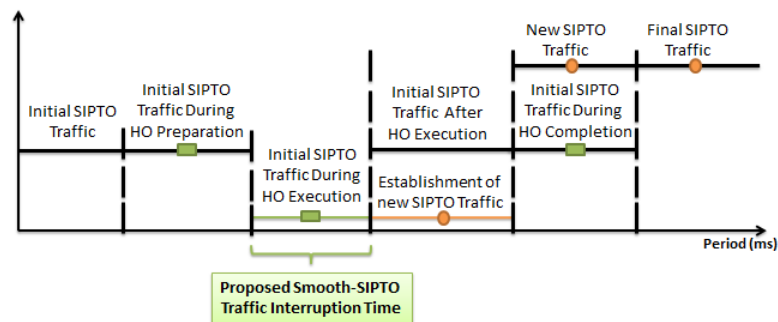 Initial SIPTO
Traffic
Initial SIPTO
Traffic During
HO Preparation
Initial SIPTO
Traffic During
HO Execution
Initial SIPTO
Traffic After
HO Execution
Establishment of
new SIPTO Traffic
New SIPTO
Traffic
Initial SIPTO
Traffic During
HO Completion
Final SIPTO
Traffic
Period (ms)
Proposed Smooth-SIPTO
Traffic Interruption Time